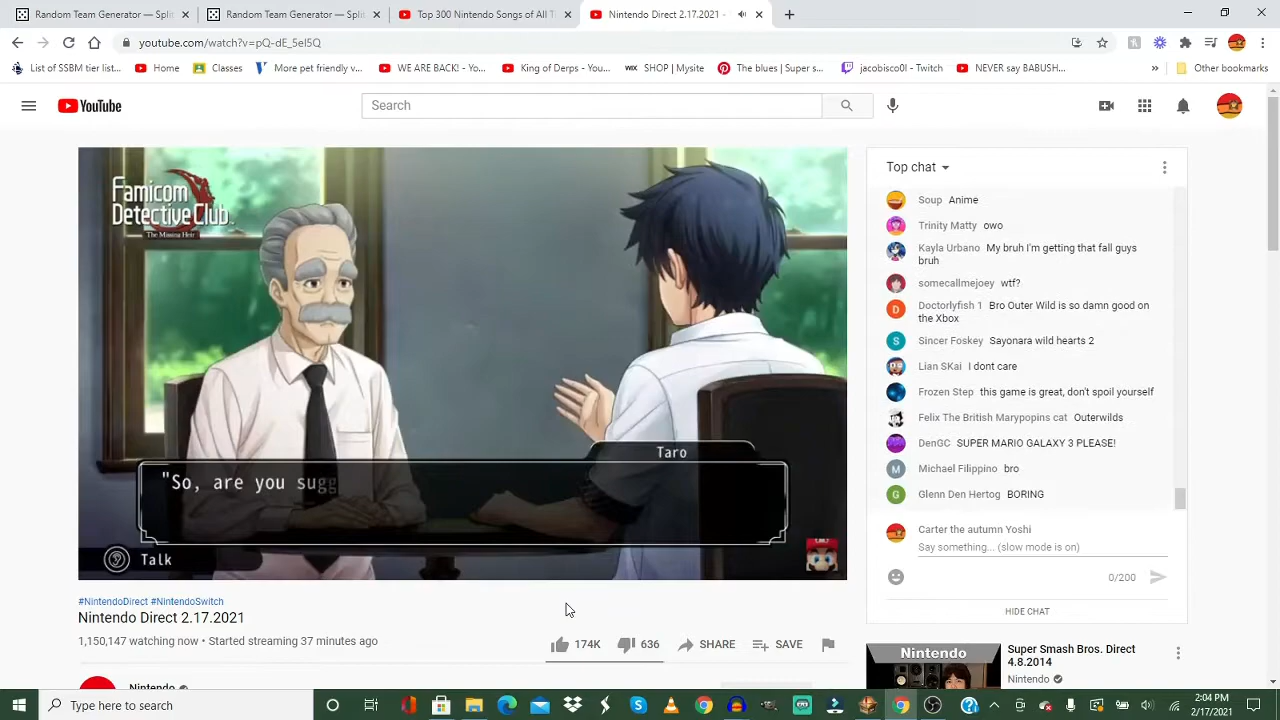 Random Team Generator — Split
Random Team Generator — Split
Top 300 Nintendo Songs of All T
Nintendo Direct 2.17.2021 -
youtube.com/watch?v=pQ-dE_5eI5Q
List of SSBM tier list...
Home
Classes
More pet friendly v...
WE ARE BACK! - Yo...
King of Derps - You...
WIX SHOP | Mysite
The blues | Super s...
jacobisco0l - Twitch
NEVER say BABUSH...
»
Other bookmarks
YouTube
Search
Famicom
Detective Club
The Missing Heir
Taro
"So, are you sugg
Talk
Top chat
Soup Anime
Trinity Matty owo
Kayla Urbano My bruh I'm getting that fall guys
bruh
somecallmejoey wtf?
D Doctorlyfish 1 Bro Outer Wild is so damn good on
the Xbox
S Sincer Foskey Sayonara wild hearts 2
Lian SKai I dont care
Frozen Step this game is great, don't spoil yourself
Felix The British Marypopins cat Outerwilds
DenGC SUPER MARIO GALAXY 3 PLEASE!
M Michael Filippino bro
G Glenn Den Hertog BORING
Carter the autumn Yoshi
Say something... (slow mode is on)
0/200
HIDE CHAT
#NintendoDirect #NintendoSwitch
Nintendo Direct 2.17.2021
1,150,147 watching now • Started streaming 37 minutes ago
174K
636
SHARE
SAVE
Nintendo
Nintendo
Super Smash Bros. Direct
4.8.2014
Nintendo
Type here to search
2:04 PM
2/17/2021